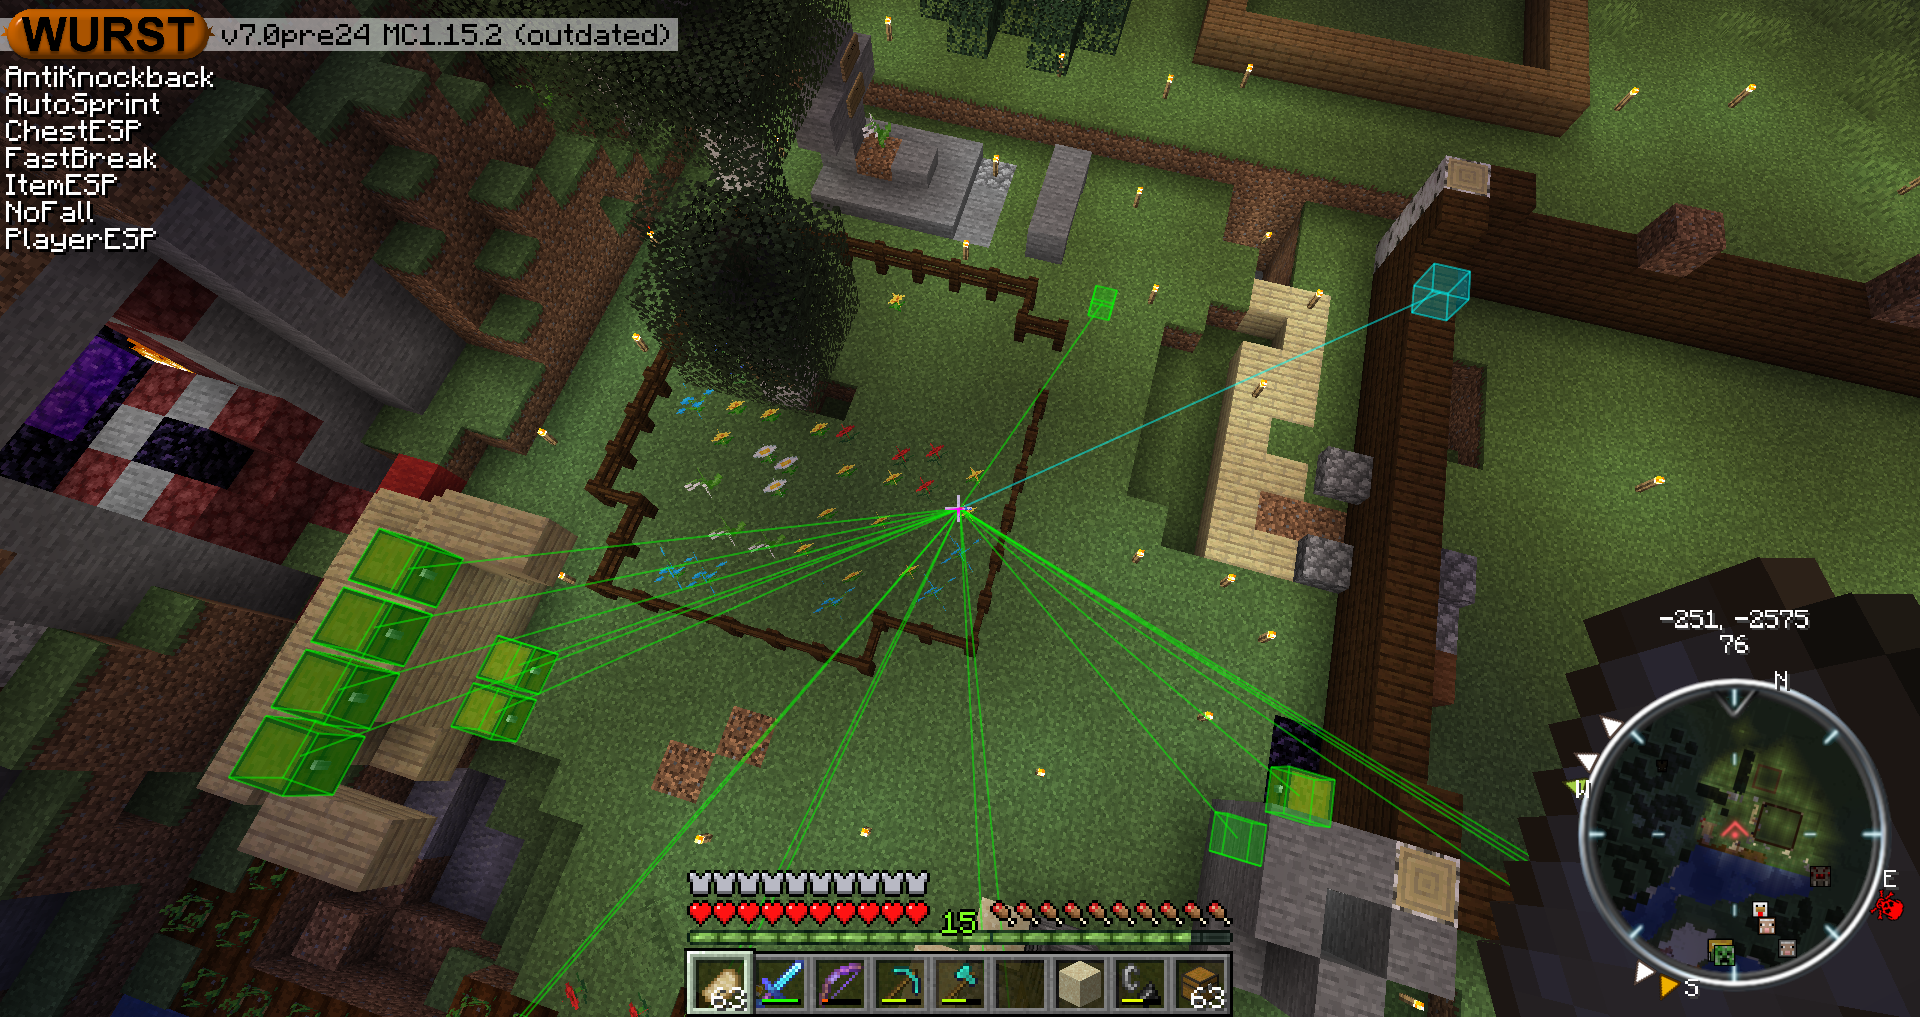 WURST v7.0pre24 MC1.15.2 (outdated)
AntiKnockback
AutoSprint
ChestESP
FastBreak
ItemESP
NoFall
PlayerESP
-251, -2575
76
N
W
E
S
15
63
63